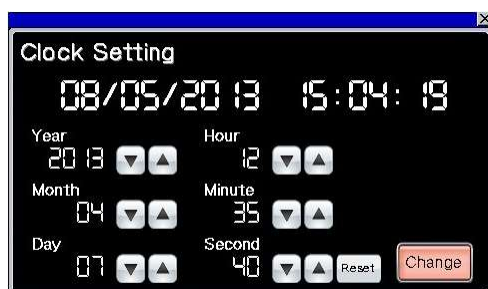 Clock Setting
08/05/2013 15:04:19
Year
2013
Hour
12
Month
04
Minute
35
Day
07
Second
40
Reset
Change